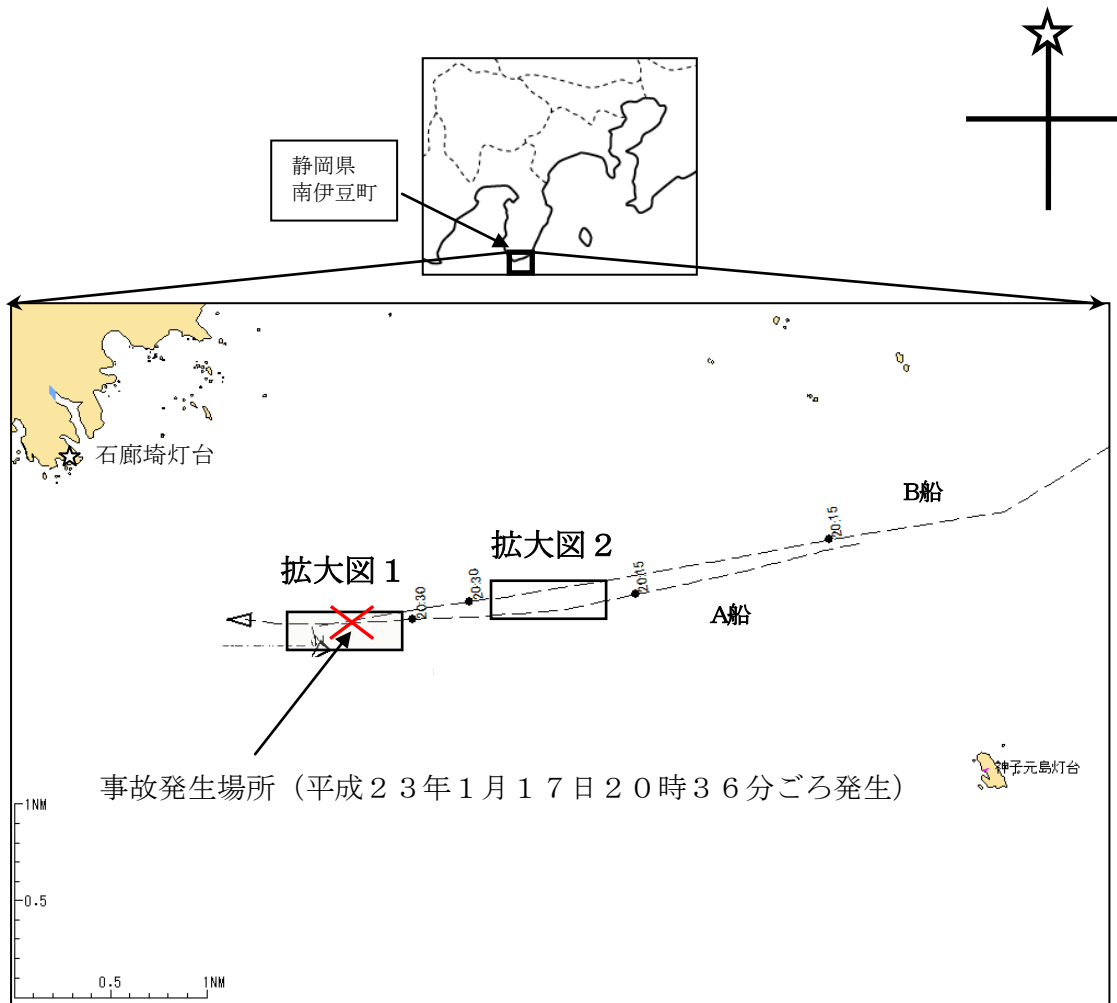 静岡県
南伊豆町
石廊埼灯台
B船
20:15
拡大図１
拡大図２
20:30
20:30
20:15
A船
神子元島灯台
事故発生場所（平成２３年１月１７日２０時３６分ごろ発生）
1NM
0.5
0.5
1NM